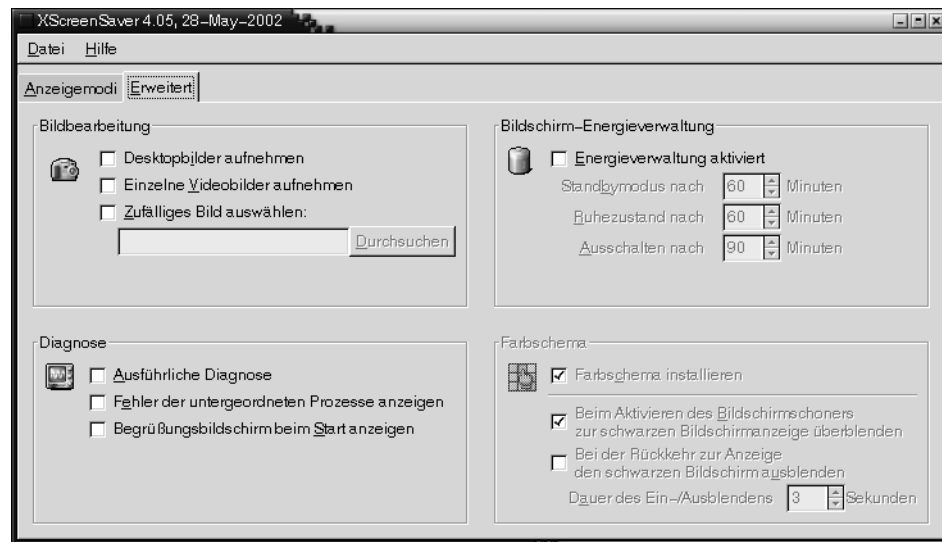 XScreenSaver 4.05, 28-May-2002
Datei Hilfe
Anzeigemodi Erweitert
Bildbearbeitung
Desktopbilder aufnehmen
Einzelne Videobilder aufnehmen
Zufälliges Bild auswählen:
Durchsuchen
Bildschirm-Energieverwaltung
Energieverwaltung aktiviert
Standbymodus nach 60 Minuten
Ruhezustand nach 60 Minuten
Ausschalten nach 90 Minuten
Diagnose
Ausführliche Diagnose
Fehler der untergeordneten Prozesse anzeigen
Begrüßungsbildschirm beim Start anzeigen
Farbschema
Farbschema installieren
Beim Aktivieren des Bildschirmschoners
zur schwarzen Bildschirmanzeige überblenden
Bei der Rückkehr zur Anzeige
den schwarzen Bildschirm ausblenden
Dauer des Ein-/Ausblendens 3 Sekunden